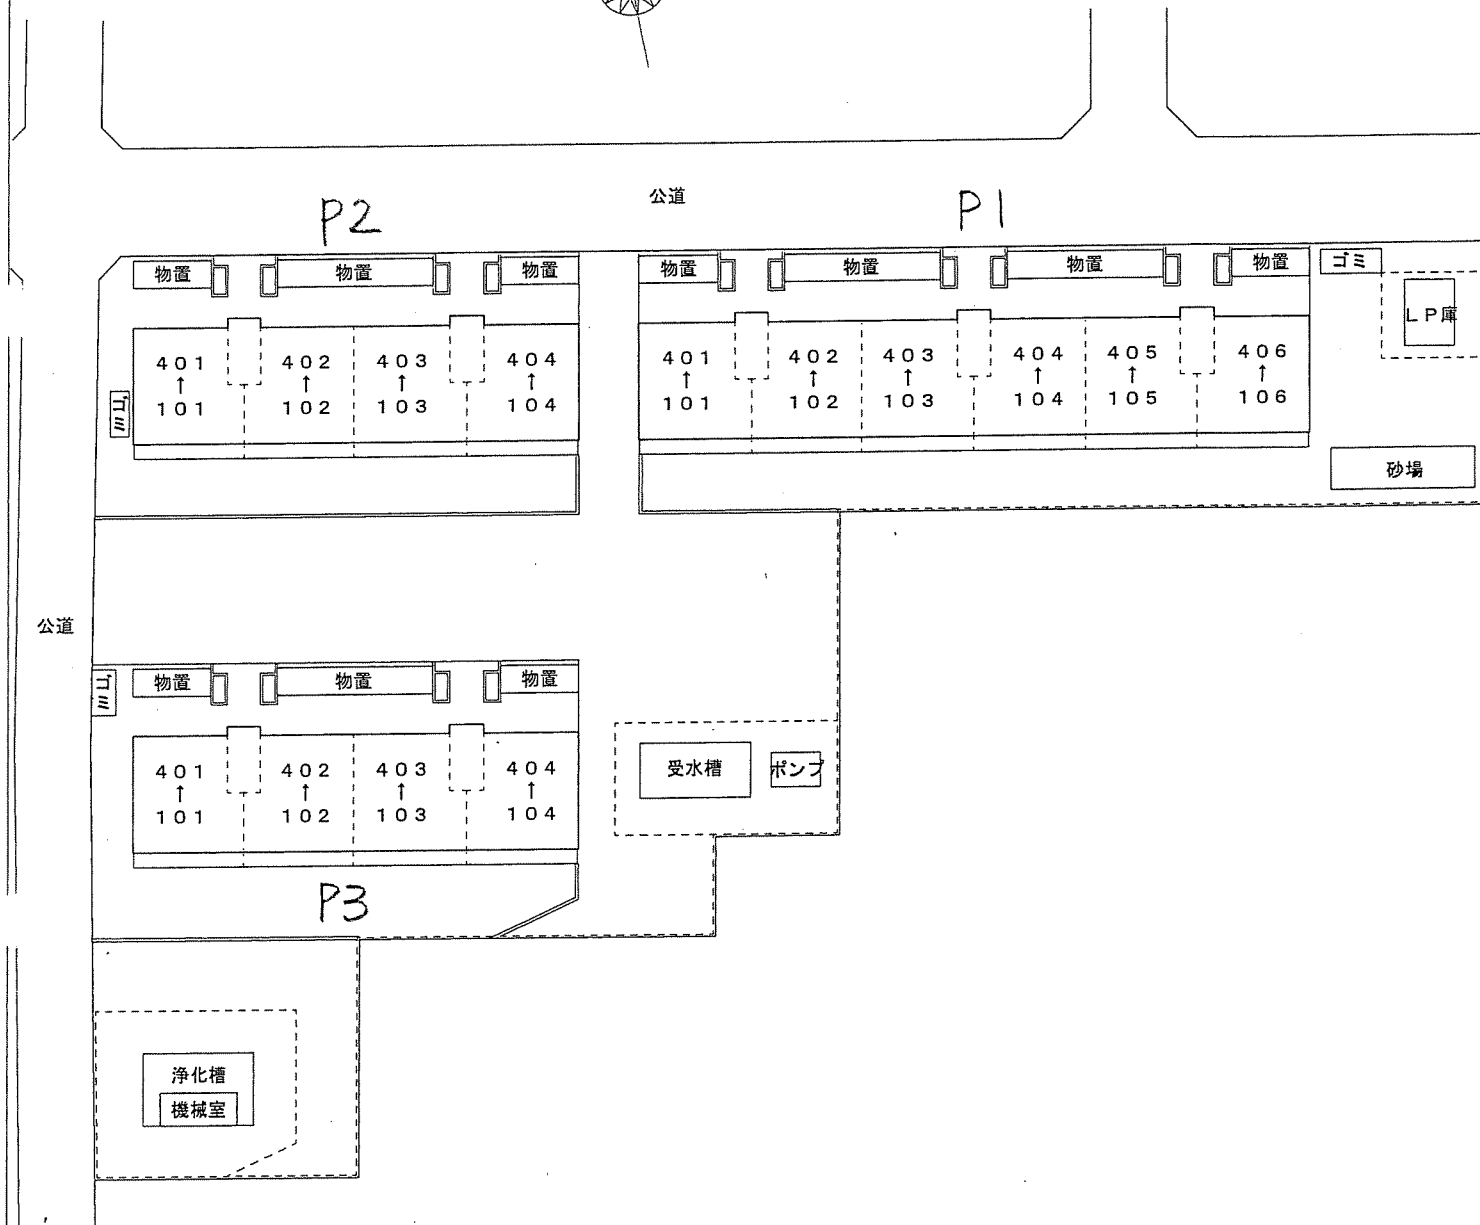 公道
P2
P1
物置
物置
物置
物置
物置
物置
物置
ゴミ
LP庫
401 402 403 404
↑ ↑ ↑ ↑
101 102 103 104
ゴミ
401 402 403 404 405 406
↑ ↑ ↑ ↑ ↑ ↑
101 102 103 104 105 106
砂場
公道
ゴミ
物置
物置
物置
401 402 403 404
↑ ↑ ↑ ↑
101 102 103 104
受水槽
ポンプ
P3
浄化槽
機械室